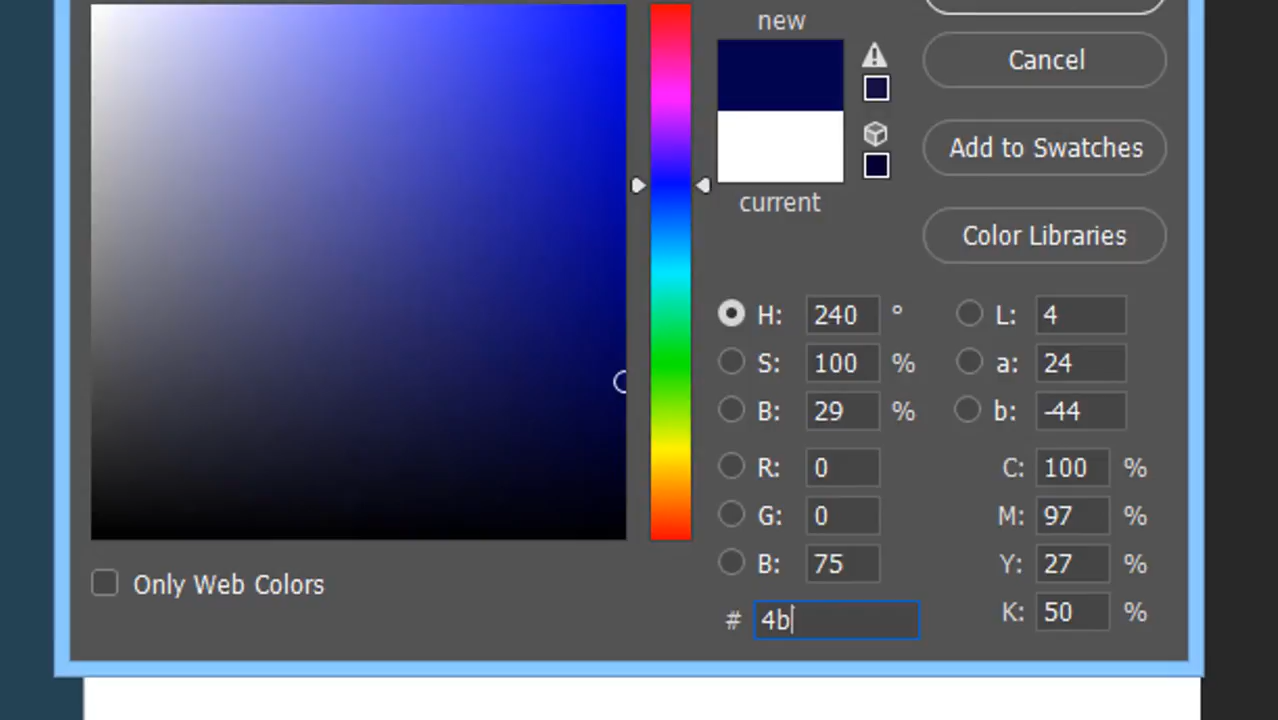 new
Cancel
Add to Swatches
current
Color Libraries
H: 240 ° L: 4
S: 100 % a: 24
B: 29 % b: -44
R: 0 C: 100 %
G: 0 M: 97 %
B: 75 Y: 27 %
Only Web Colors
# 4b K: 50 %